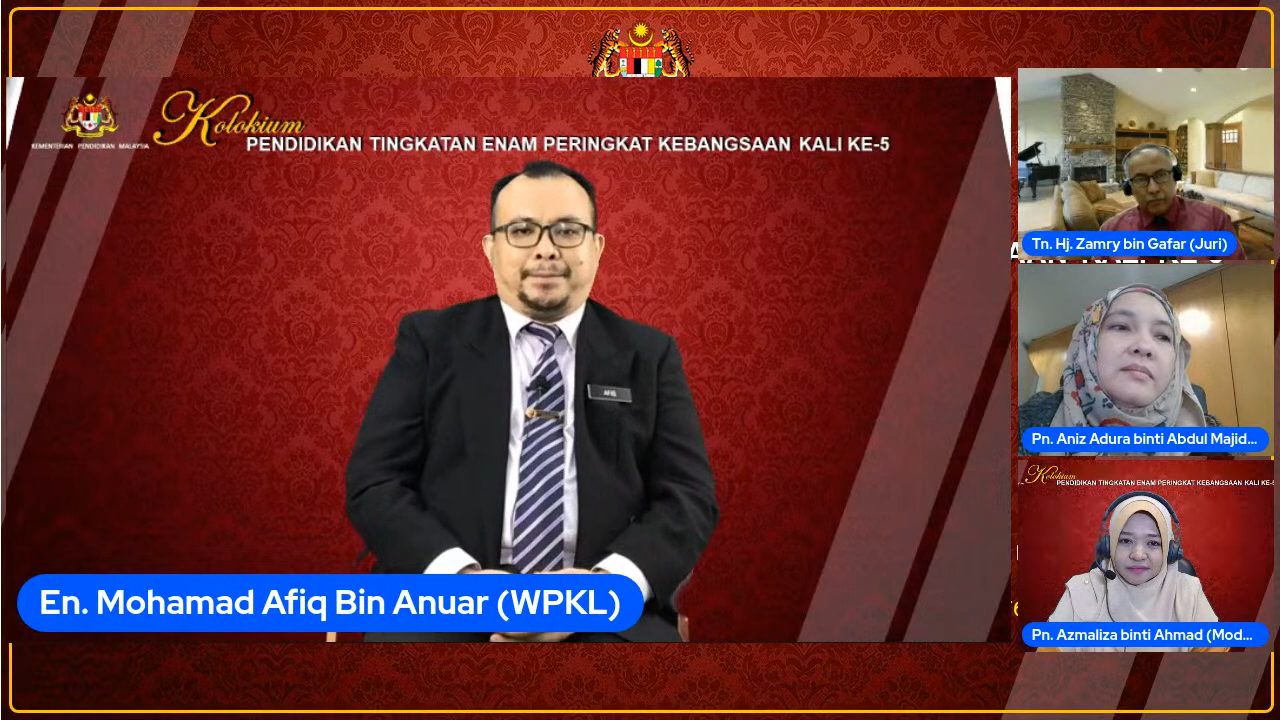 Kolokium
KEMENTERIAN PENDIDIKAN MALAYSIA
PENDIDIKAN TINGKATAN ENAM PERINGKAT KEBANGSAAN KALI KE-5
AFIQ
En. Mohamad Afiq Bin Anuar (WPKL)
Tn. Hj. Zamry bin Gafar (Juri)
Pn. Aniz Adura binti Abdul Majid...
Kolokium
PENDIDIKAN TINGKATAN ENAM PERINGKAT KEBANGSAAN KALI KE-5
Pn. Azmaliza binti Ahmad (Mod...